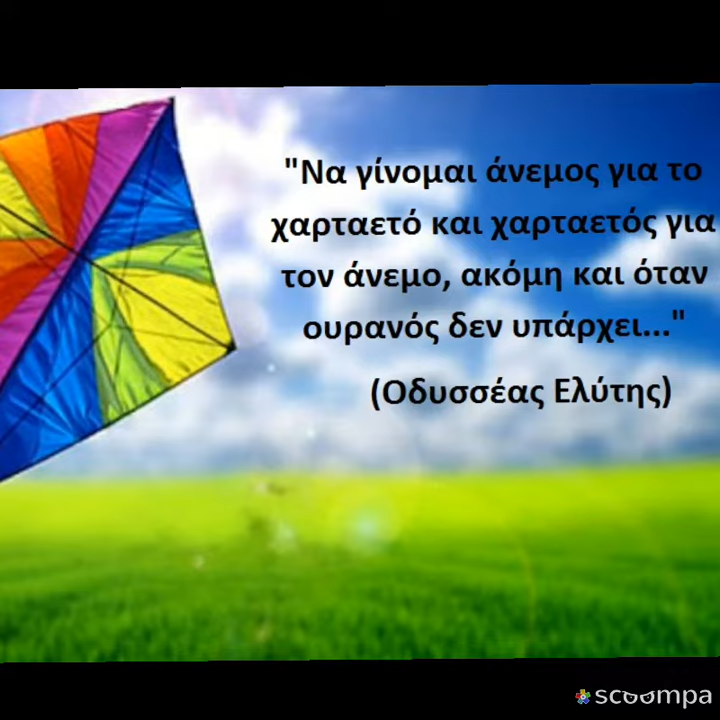 "Να γίνομαι άνεμος για το
χαρταετό και χαρταετός για
τον άνεμο, ακόμη και όταν
ουρανός δεν υπάρχει..."
(Οδυσσέας Ελύτης)
scoompa